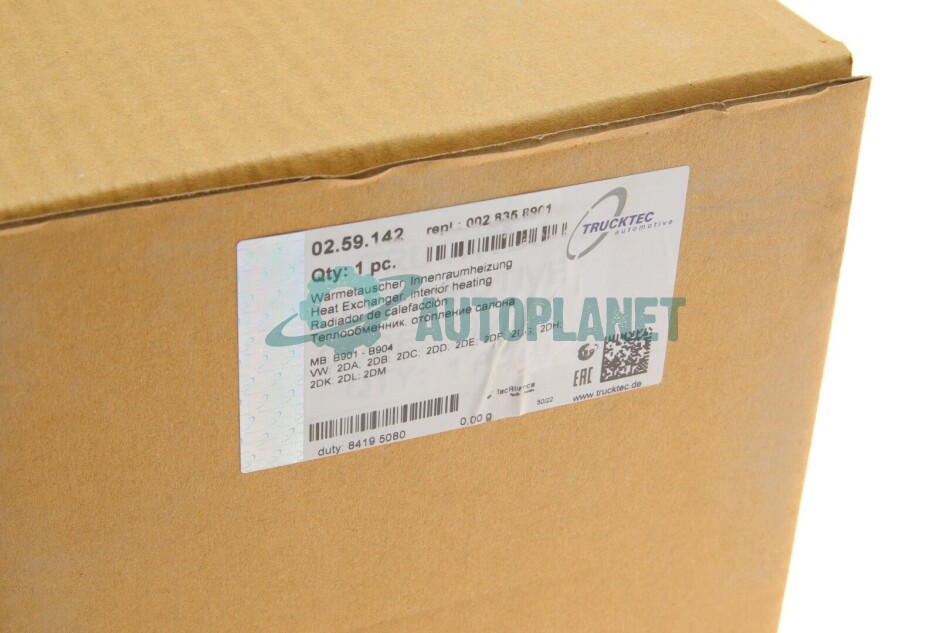 02.59.142 repl.: 002 835 8901
TRUCKTEC
automotive
Qty: 1 pc.
Wärmetauscher, Innenraumheizung
Heat Exchanger, interior heating
Radiador de calefacción
Теплообменник, отопление салона
AUTOPLANET
MB: B901 - B904
VW: 2DA, 2DB, 2DC, 2DD, 2DE, 2DF, 2DG, 2DH,
2DK, 2DL, 2DM
TecAlliance
EAC
50/22
www.trucktec.de
0,00 g
duty: 8419 5080